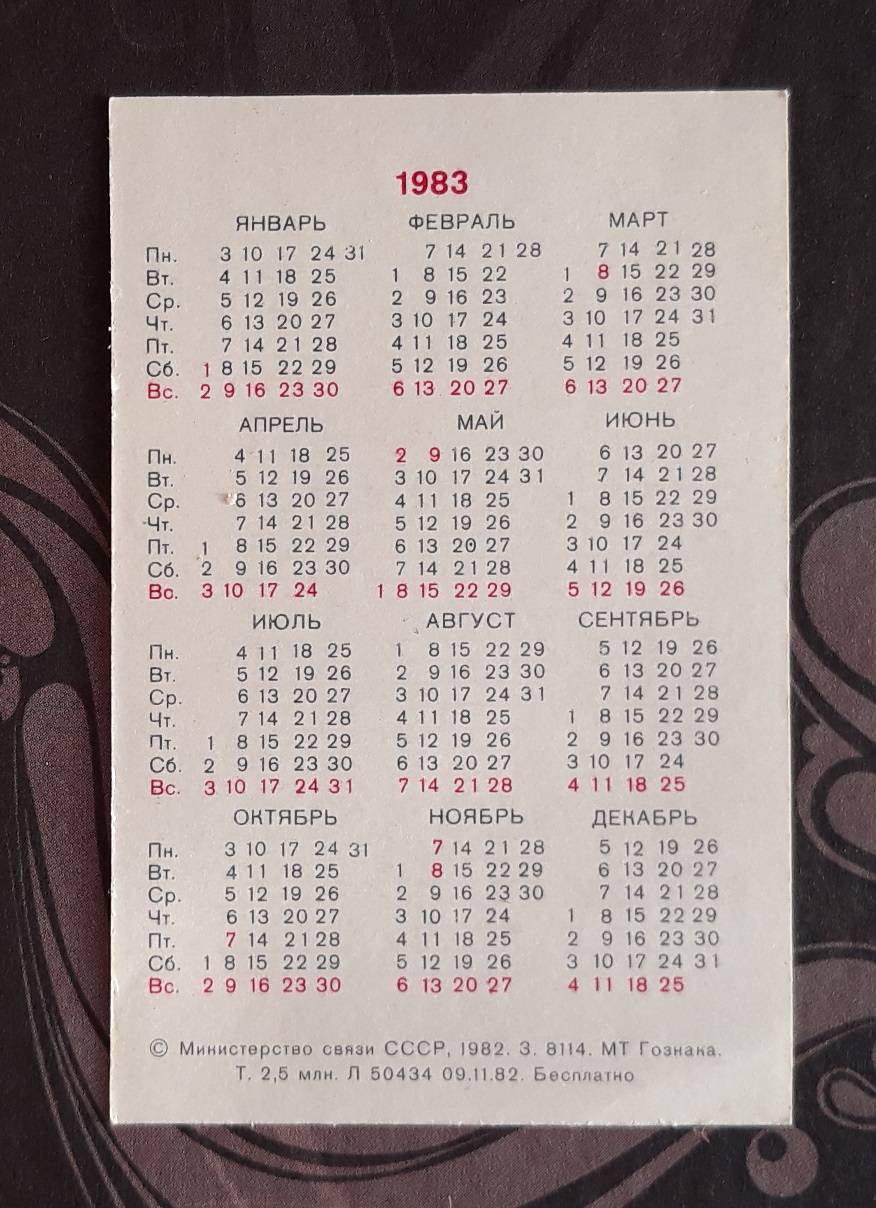 1983
ЯНВАРЬ ФЕВРАЛЬ МАРТ
Пн. 3 10 17 24 31 7 14 21 28 7 14 21 28
Вт. 4 11 18 25 1 8 15 22 1 8 15 22 29
Ср. 5 12 19 26 2 9 16 23 2 9 16 23 30
Чт. 6 13 20 27 3 10 17 24 3 10 17 24 31
Пт. 7 14 21 28 4 11 18 25 4 11 18 25
Сб. 1 8 15 22 29 5 12 19 26 5 12 19 26
Вс. 2 9 16 23 30 6 13 20 27 6 13 20 27
АПРЕЛЬ МАЙ ИЮНЬ
Пн. 4 11 18 25 2 9 16 23 30 6 13 20 27
Вт. 5 12 19 26 3 10 17 24 31 7 14 21 28
Ср. 6 13 20 27 4 11 18 25 1 8 15 22 29
Чт. 7 14 21 28 5 12 19 26 2 9 16 23 30
Пт. 1 8 15 22 29 6 13 20 27 3 10 17 24
Сб. 2 9 16 23 30 7 14 21 28 4 11 18 25
Вс. 3 10 17 24 1 8 15 22 29 5 12 19 26
ИЮЛЬ АВГУСТ СЕНТЯБРЬ
Пн. 4 11 18 25 1 8 15 22 29 5 12 19 26
Вт. 5 12 19 26 2 9 16 23 30 6 13 20 27
Ср. 6 13 20 27 3 10 17 24 31 7 14 21 28
Чт. 7 14 21 28 4 11 18 25 1 8 15 22 29
Пт. 1 8 15 22 29 5 12 19 26 2 9 16 23 30
Сб. 2 9 16 23 30 6 13 20 27 3 10 17 24
Вс. 3 10 17 24 31 7 14 21 28 4 11 18 25
ОКТЯБРЬ НОЯБРЬ ДЕКАБРЬ
Пн. 3 10 17 24 31 7 14 21 28 5 12 19 26
Вт. 4 11 18 25 1 8 15 22 29 6 13 20 27
Ср. 5 12 19 26 2 9 16 23 30 7 14 21 28
Чт. 6 13 20 27 3 10 17 24 1 8 15 22 29
Пт. 7 14 21 28 4 11 18 25 2 9 16 23 30
Сб. 1 8 15 22 29 5 12 19 26 3 10 17 24 31
Вс. 2 9 16 23 30 6 13 20 27 4 11 18 25
© Министерство связи СССР, 1982. З. 8114. МТ Гознака.
Т. 2,5 млн. Л 50434 09.11.82. Бесплатно